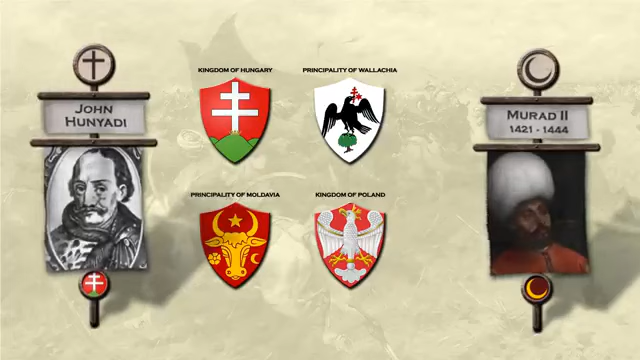 JOHN
HUNYADI
KINGDOM OF HUNGARY
PRINCIPALITY OF WALLACHIA
PRINCIPALITY OF MOLDAVIA
KINGDOM OF POLAND
MURAD II
1421 - 1444